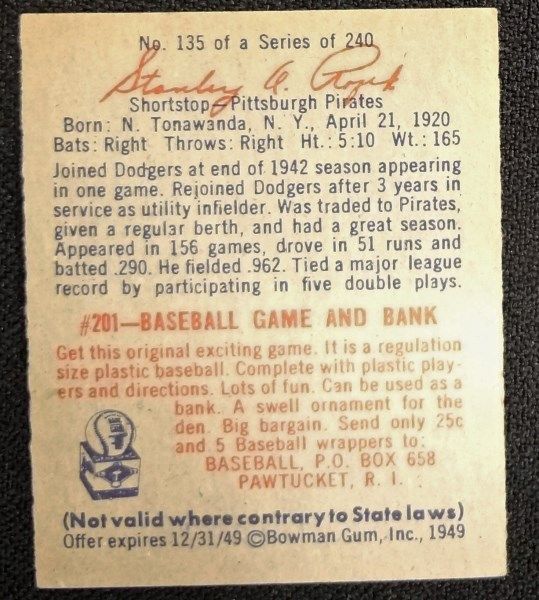 No. 135 of a Series of 240
Stanley A. Rojek
Shortstop—Pittsburgh Pirates
Born: N. Tonawanda, N. Y., April 21, 1920
Bats: Right Throws: Right Ht.: 5:10 Wt.: 165
Joined Dodgers at end of 1942 season appearing
in one game. Rejoined Dodgers after 3 years in
service as utility infielder. Was traded to Pirates,
given a regular berth, and had a great season.
Appeared in 156 games, drove in 51 runs and
batted .290. He fielded .962. Tied a major league
record by participating in five double plays.
#201—BASEBALL GAME AND BANK
Get this original exciting game. It is a regulation
size plastic baseball. Complete with plastic play-
ers and directions. Lots of fun. Can be used as a
bank. A swell ornament for the
den. Big bargain. Send only 25c
and 5 Baseball wrappers to:
BASEBALL, P.O. BOX 658
PAWTUCKET, R. I.
(Not valid where contrary to State laws)
Offer expires 12/31/49 ©Bowman Gum, Inc., 1949